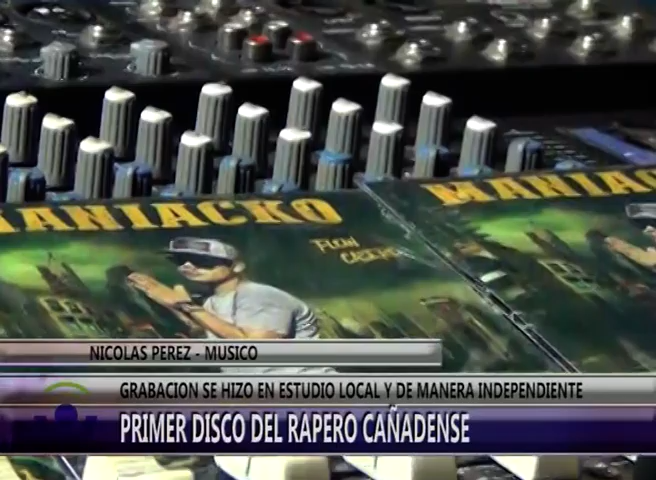 MANIACKO
MANIACKO
FLOW
NICOLAS PEREZ - MUSICO
GRABACION SE HIZO EN ESTUDIO LOCAL Y DE MANERA INDEPENDIENTE
PRIMER DISCO DEL RAPERO CAÑADENSE